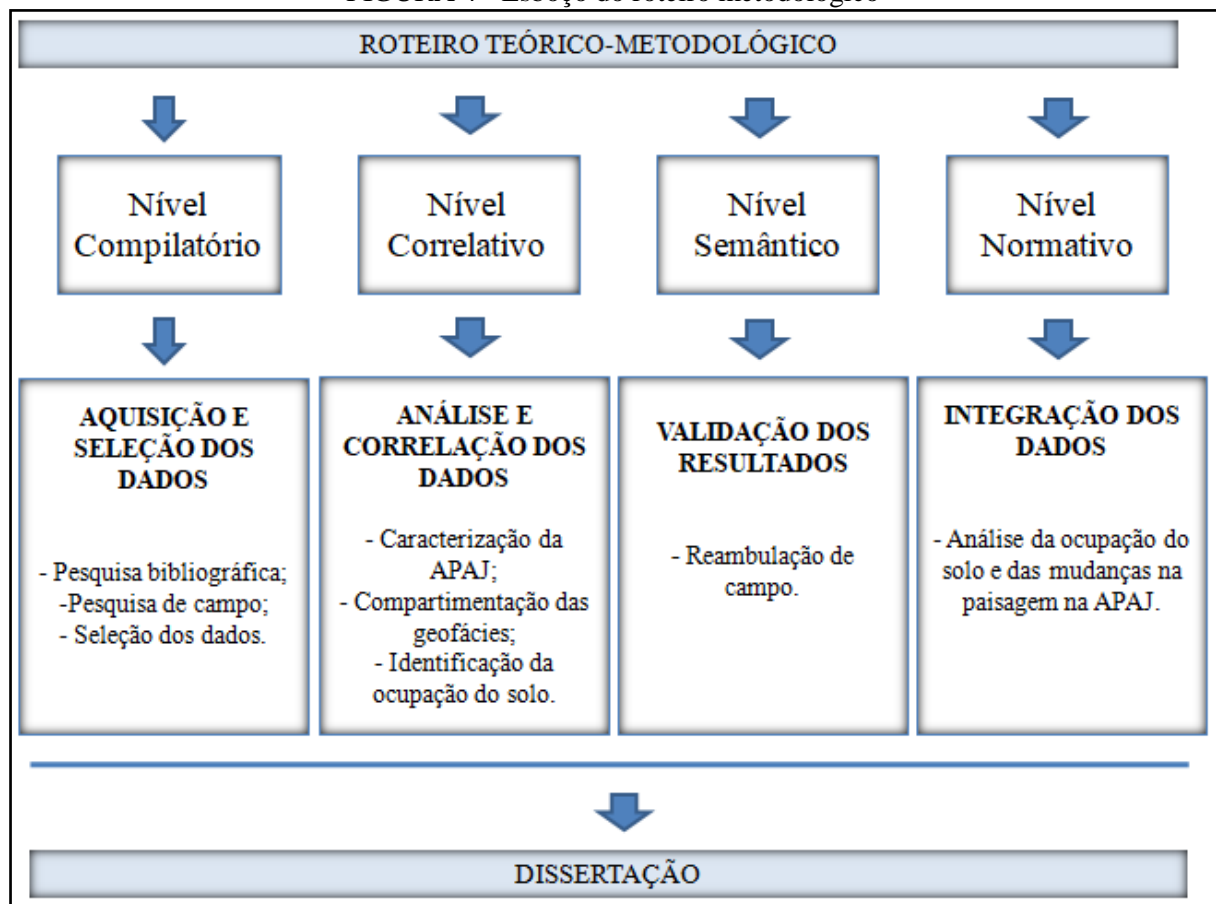 ROTEIRO TEÓRICO-METODOLÓGICO
Nível
Compilatório
Nível
Correlativo
Nível
Semântico
Nível
Normativo
AQUISIÇÃO E
SELEÇÃO DOS
DADOS
- Pesquisa bibliográfica;
-Pesquisa de campo;
- Seleção dos dados.
ANÁLISE E
CORRELAÇÃO DOS
DADOS
- Caracterização da
APAJ;
- Compartimentação das
geofácies;
- Identificação da
ocupação do solo.
VALIDAÇÃO DOS
RESULTADOS
- Reambulação de
campo.
INTEGRAÇÃO DOS
DADOS
- Análise da ocupação do
solo e das mudanças na
paisagem na APAJ.
DISSERTAÇÃO